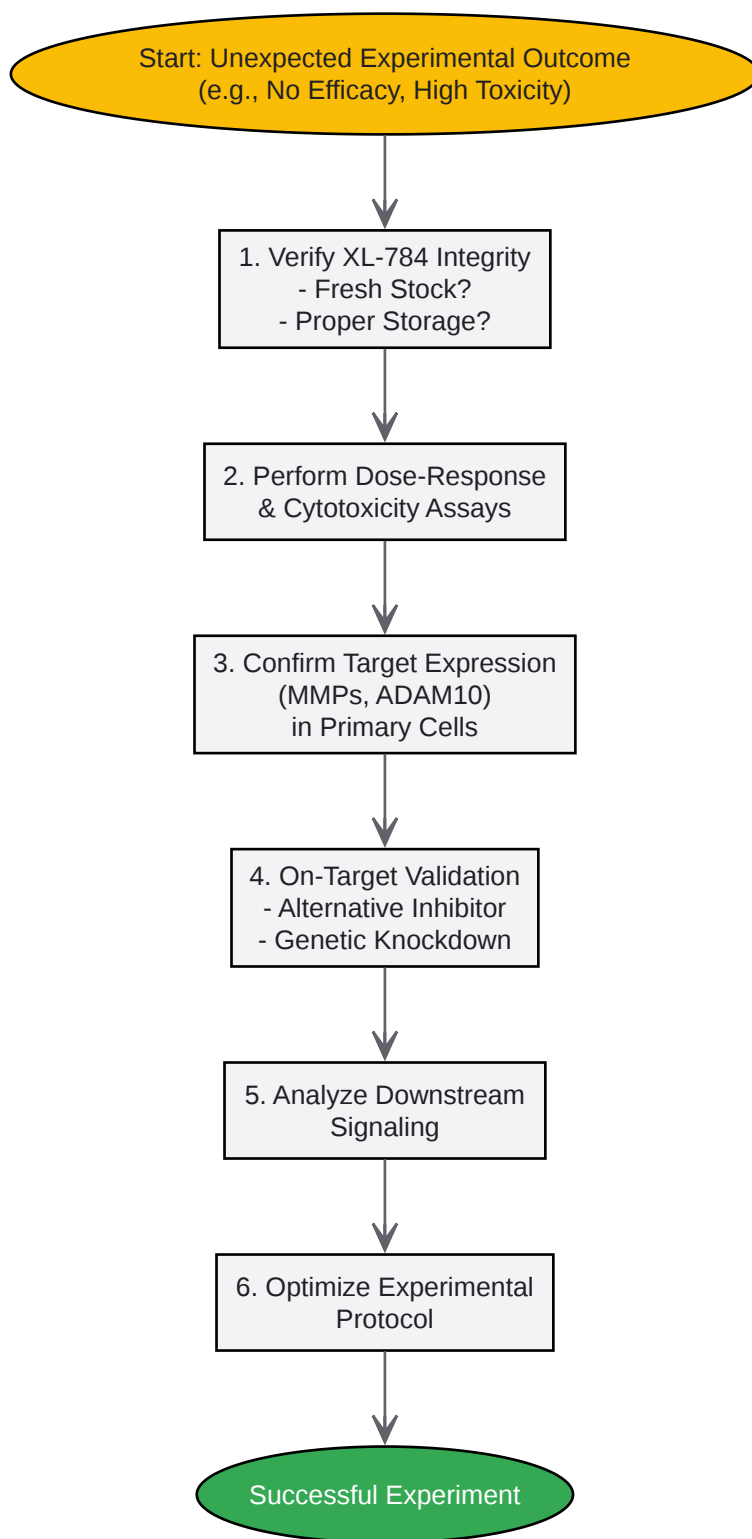 Start: Unexpected Experimental Outcome
(e.g., No Efficacy, High Toxicity)
1. Verify XL-784 Integrity
- Fresh Stock?
- Proper Storage?
2. Perform Dose-Response
& Cytotoxicity Assays
3. Confirm Target Expression
(MMPs, ADAM10)
in Primary Cells
4. On-Target Validation
- Alternative Inhibitor
- Genetic Knockdown
5. Analyze Downstream
Signaling
6. Optimize Experimental
Protocol
Successful Experiment